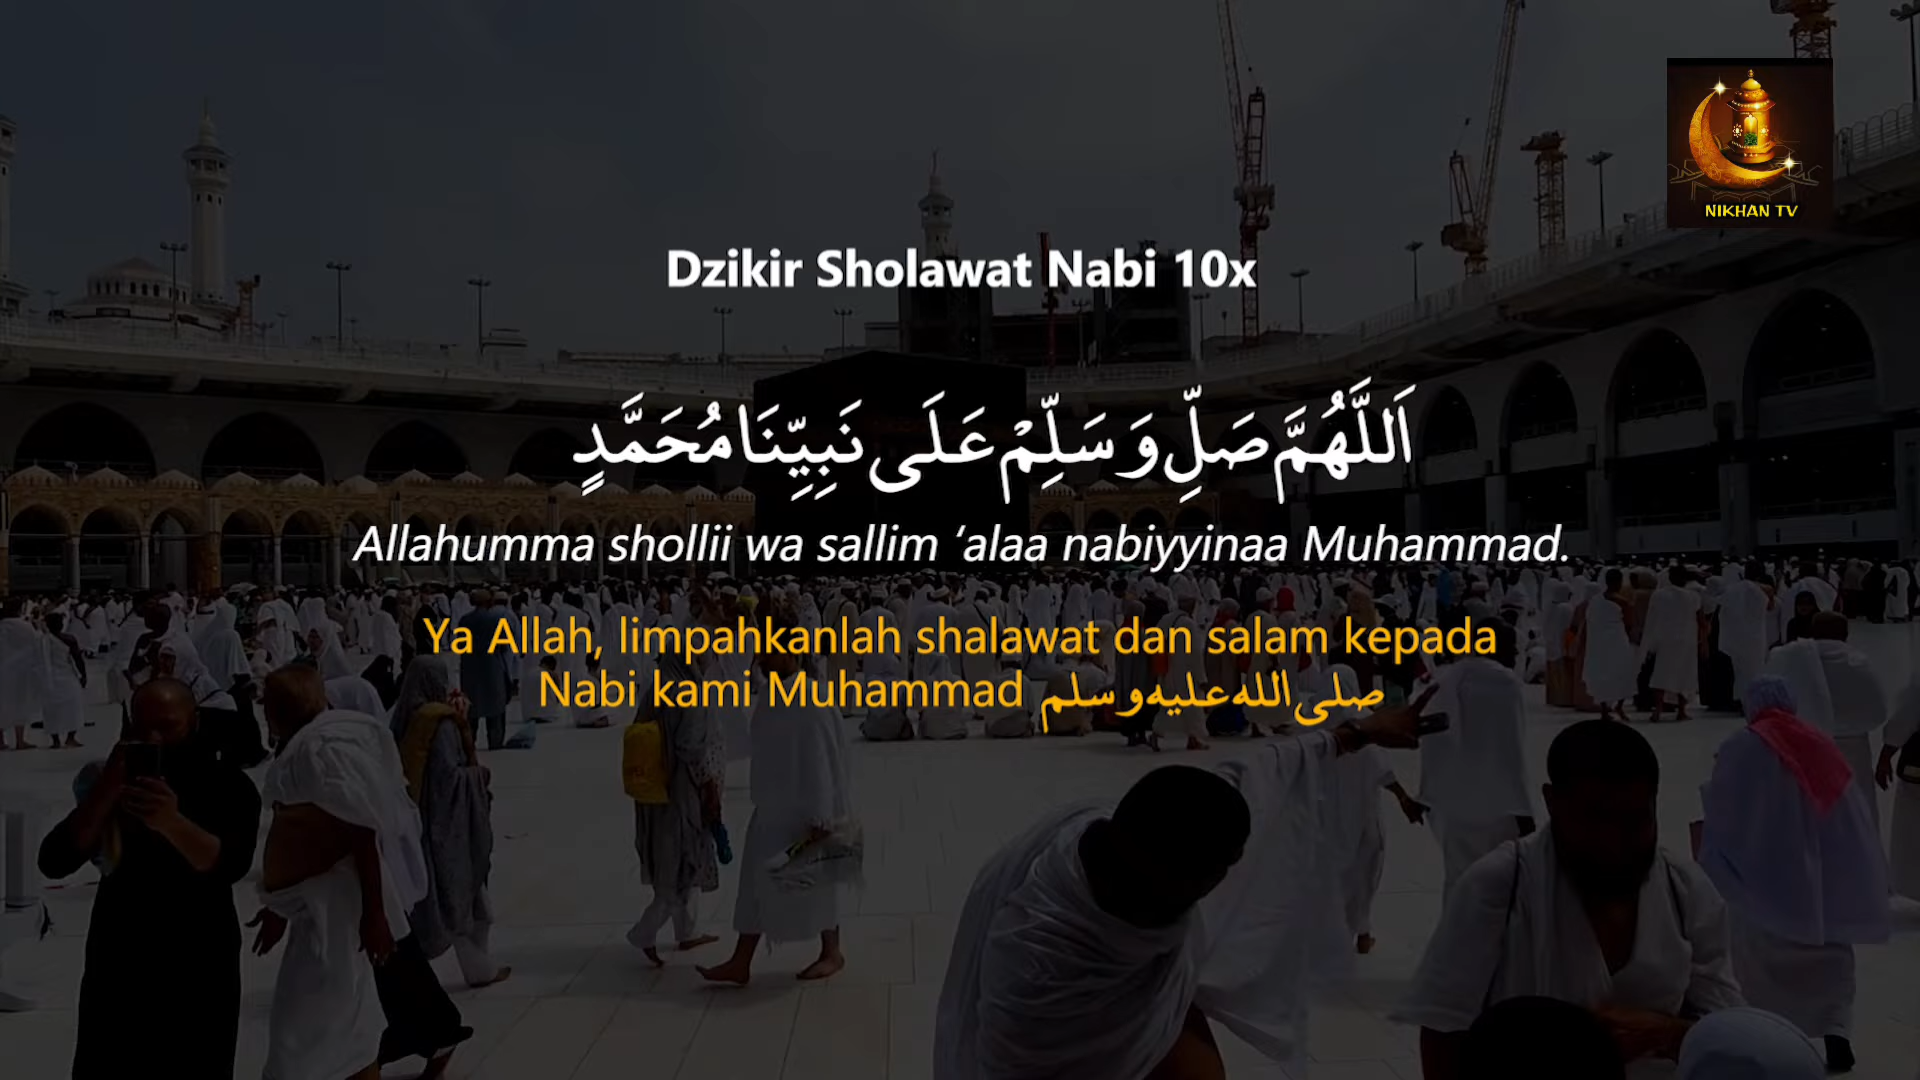 NIKHAN TV
Dzikir Sholawat Nabi 10x
اَللَّهُمَّ صَلِّ وَسَلِّمْ عَلَى نَبِيِّنَا مُحَمَّدٍ
Allahumma shollii wa sallim ‘alaa nabiyyinaa Muhammad.
Ya Allah, limpahkanlah shalawat dan salam kepada
Nabi kami Muhammad صلى الله عليه وسلم